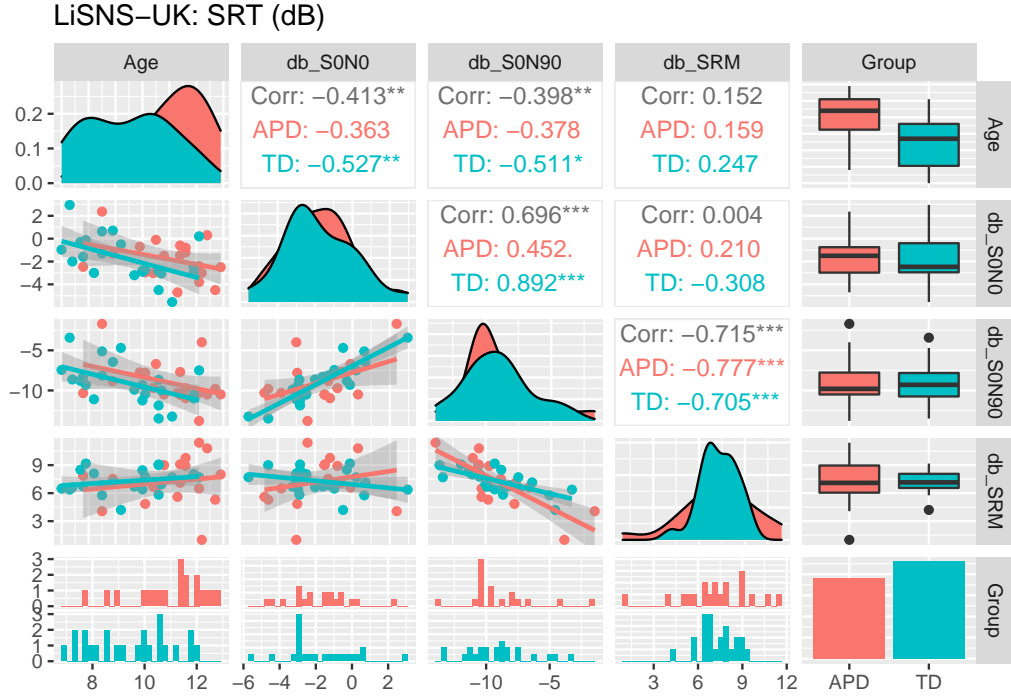 LiSNS−UK: SRT (dB)
Age db_S0N0 db_S0N90 db_SRM Group
0.2 0.1 0.0
Corr: −0.413** Corr: −0.398** Corr: 0.152
APD: −0.363 APD: −0.378 APD: 0.159
TD: −0.527** TD: −0.511* TD: 0.247
Age
2 0 −2 −4
Corr: 0.696*** Corr: 0.004
APD: 0.452. APD: 0.210
TD: 0.892*** TD: −0.308
db_S0N0
−5 −10
Corr: −0.715***
APD: −0.777***
TD: −0.705***
db_S0N90
9 6 3
db_SRM
3 2 1 0
3 2 1 0
Group
8 10 12 −6 −4 −2 0 2 −10 −5 3 6 9 12 APD TD